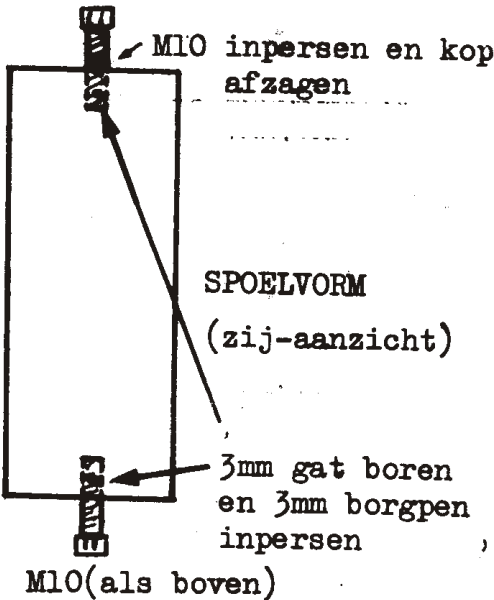 M10 inpersen en kop
afzagen
SPOELVORM
(zij-aanzicht)
3mm gat boren
en 3mm borgpen
inpersen
M10(als boven)